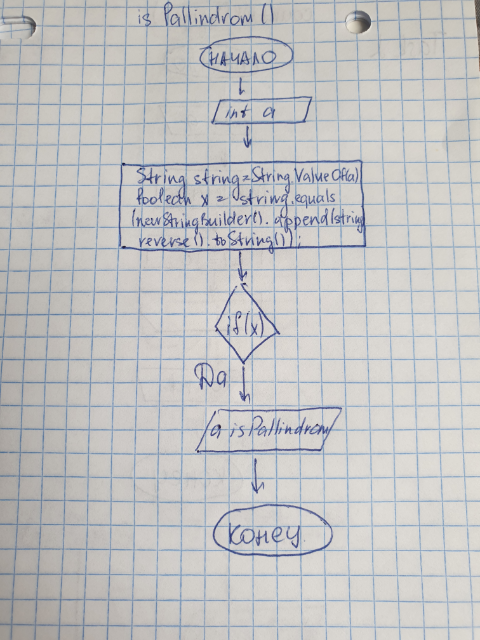 is Pallindrom()
НАЧАЛО
int a
String string=String ValueOf(a)
boolean x = string.equals
(new StringBuilder().append(string
reverse().toString());
if(x)
Да
a is Pallindrom
конец